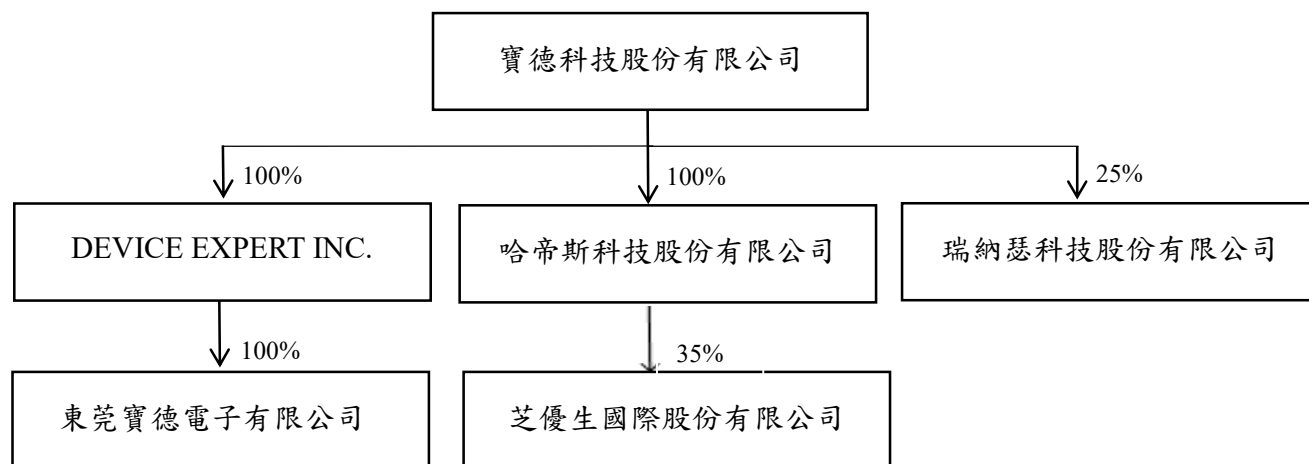 寶德科技股份有限公司
100%
100%
25%
DEVICE EXPERT INC.
哈帝斯科技股份有限公司
瑞納瑟科技股份有限公司
100%
35%
東莞寶德電子有限公司
芝優生國際股份有限公司